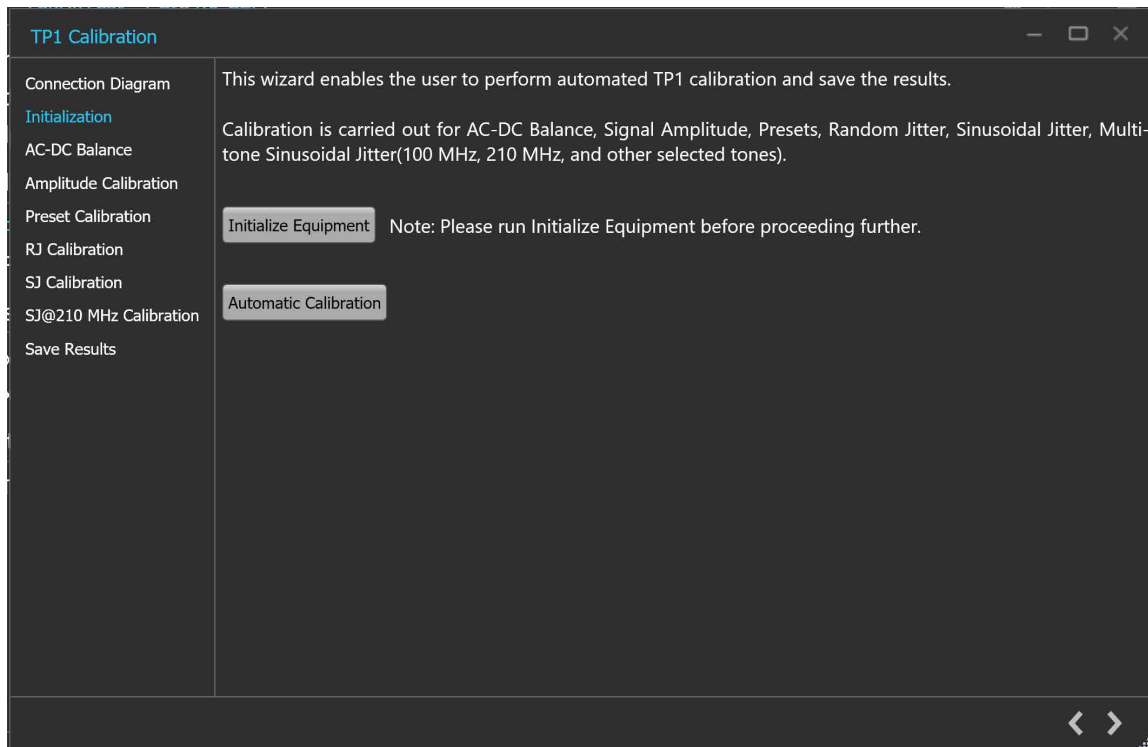 TP1 Calibration
Connection Diagram
Initialization
AC-DC Balance
Amplitude Calibration
Preset Calibration
RJ Calibration
SJ Calibration
SJ@210 MHz Calibration
Save Results
This wizard enables the user to perform automated TP1 calibration and save the results.
Calibration is carried out for AC-DC Balance, Signal Amplitude, Presets, Random Jitter, Sinusoidal Jitter, Multi-
tone Sinusoidal Jitter(100 MHz, 210 MHz, and other selected tones).
Initialize Equipment Note: Please run Initialize Equipment before proceeding further.
Automatic Calibration